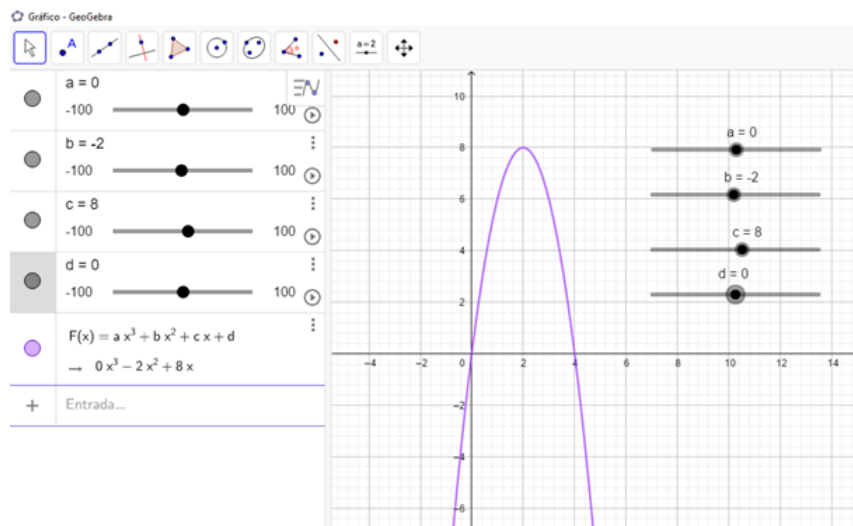 Gráfico - GeoGebra
a=2
a = 0
-100 100
b = -2
-100 100
c = 8
-100 100
d = 0
-100 100
F(x) = a x³ + b x² + c x + d
→ 0 x³ − 2 x² + 8 x
+ Entrada...
10
8
6
4
2
0
−2
−4
−6
−4 −2 2 4 6 8 10 12 14
a = 0
b = -2
c = 8
d = 0